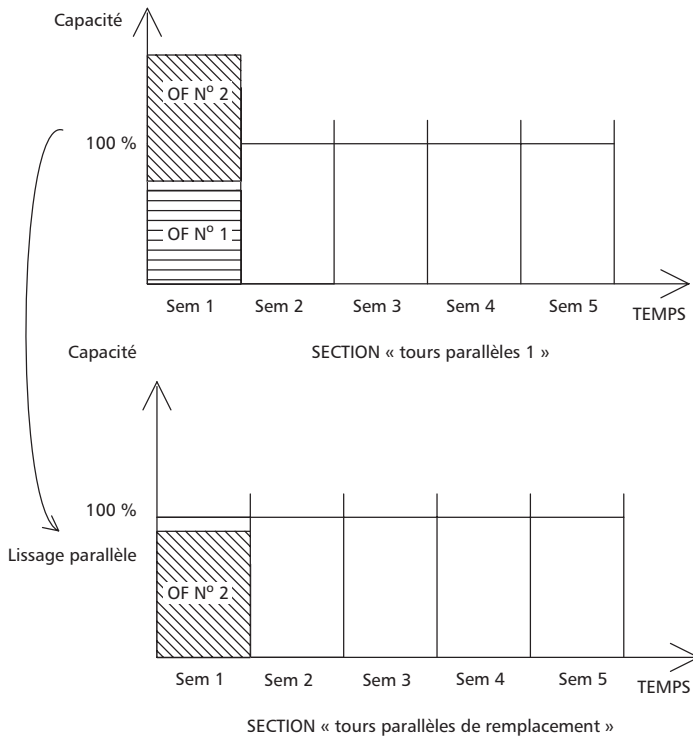 Capacité
OF Nº 2
100 %
OF Nº 1
Sem 1 Sem 2 Sem 3 Sem 4 Sem 5 TEMPS
Capacité SECTION « tours parallèles 1 »
100 %
Lissage parallèle
OF Nº 2
Sem 1 Sem 2 Sem 3 Sem 4 Sem 5 TEMPS
SECTION « tours parallèles de remplacement »